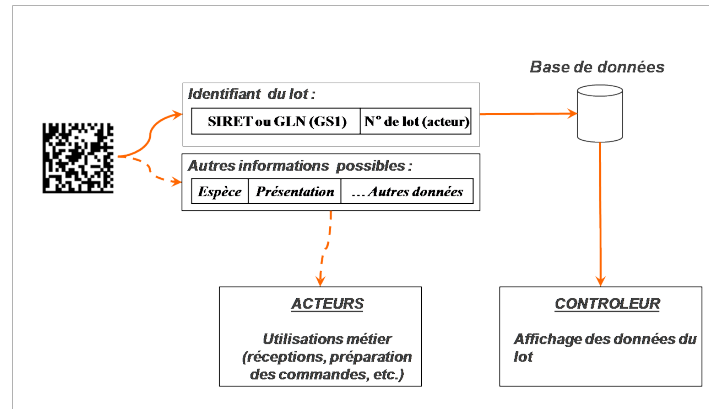 Base de données
Identifiant du lot :
SIRET ou GLN (GS1) N° de lot (acteur)
Autres informations possibles :
Espèce Présentation … Autres données
ACTEURS
Utilisations métier
(réceptions, préparation
des commandes, etc.)
CONTROLEUR
Affichage des données du
lot